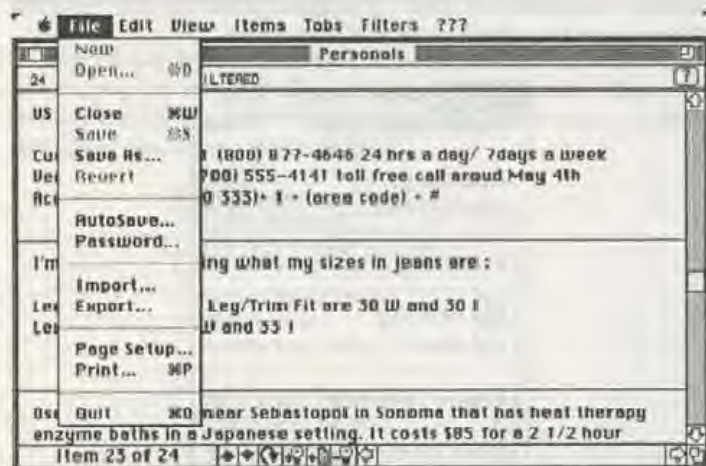 File Edit View Items Tabs Filters ???
Personals
New
Open... ⌘O
24 ILTERED
?
US
Close ⌘W
Save ⌘S
Save As...
Revert
(800) 877-4646 24 hrs a day/ 7days a week
700) 555-4141 toll free call aroud May 4th
0 333)+ 1 + (area code) + #
AutoSave...
Password...
I'm ing what my sizes in jeans are :
Import...
Export...
Leg/Trim Fit are 30 W and 30 l
W and 33 l
Page Setup...
Print... ⌘P
Quit ⌘Q
near Sebastopol in Sonoma that has heat therapy
enzyme baths in a Japanese setting. It costs $85 for a 2 1/2 hour
Item 23 of 24